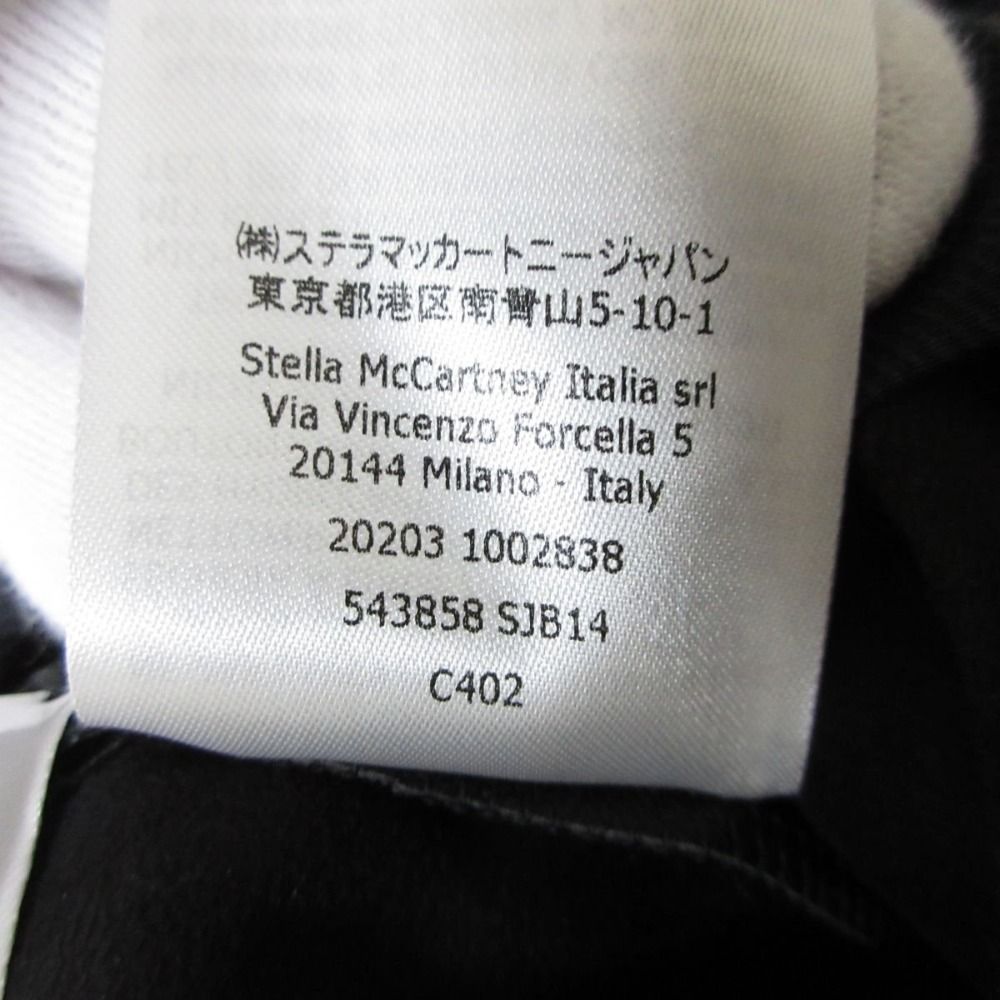 ㈱ステラマッカートニージャパン
東京都港区南青山5-10-1
Stella McCartney Italia srl
Via Vincenzo Forcella 5
20144 Milano - Italy
20203 1002838
543858 SJB14
C402